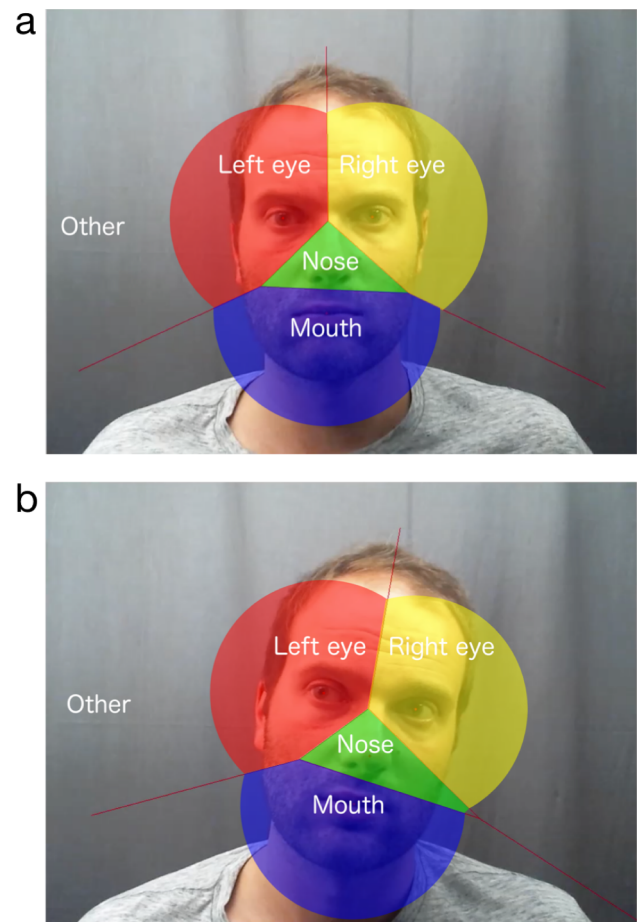 a
Left eye Right eye
Other
Nose
Mouth
b
Left eye Right eye
Other
Nose
Mouth